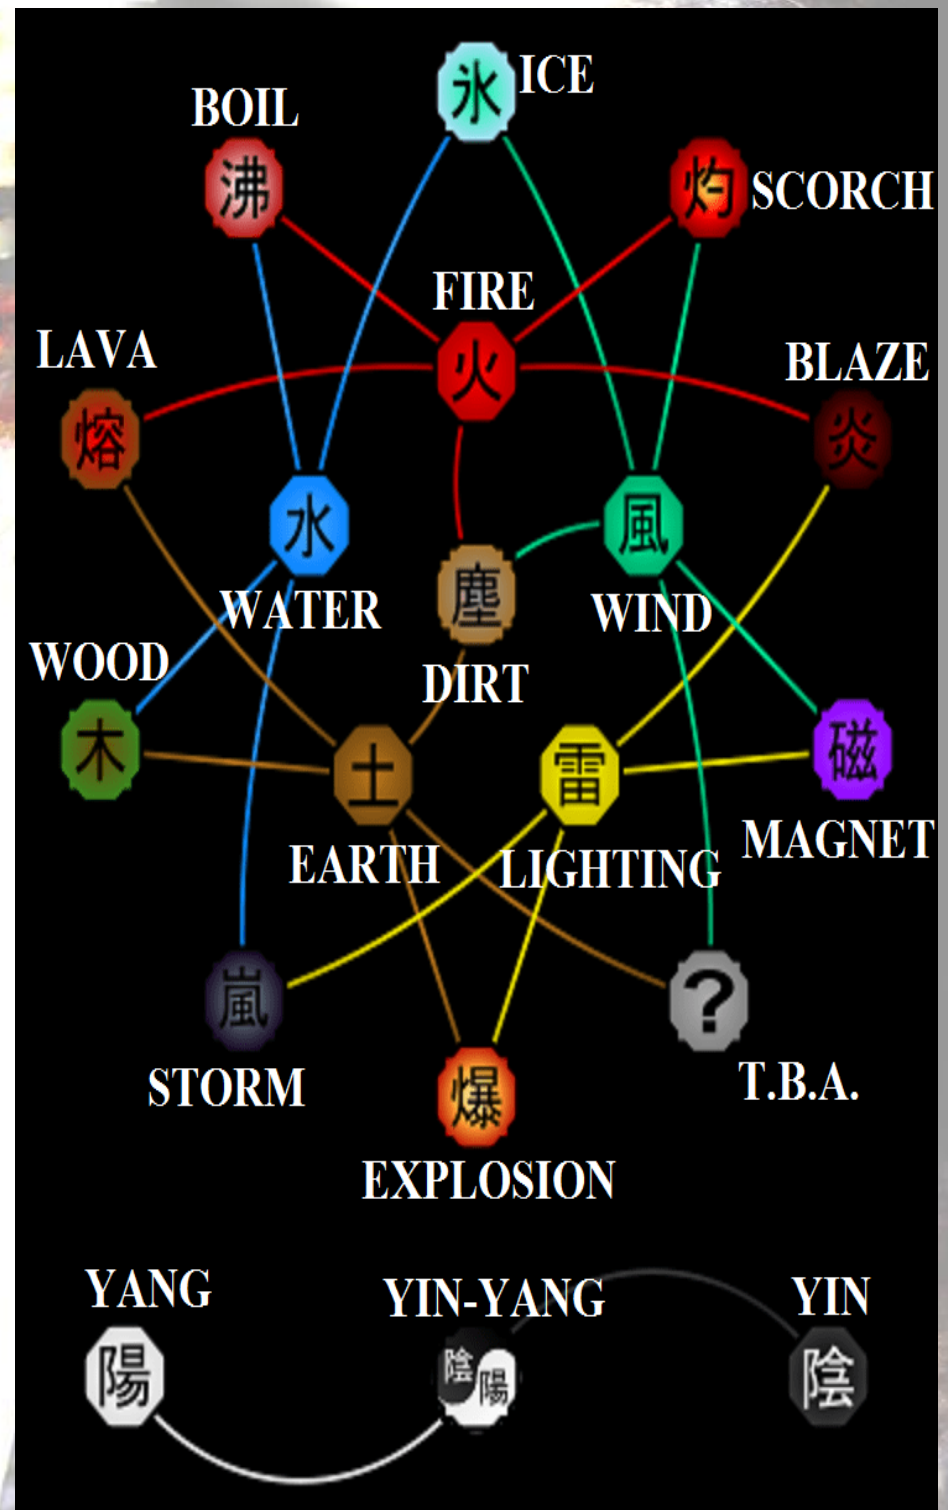 氷
ICE
BOIL
沸
灼
SCORCH
FIRE
火
LAVA
熔
BLAZE
炎
水
WATER
風
WIND
塵
DIRT
WOOD
木
土
EARTH
雷
LIGHTING
磁
MAGNET
嵐
STORM
?
T.B.A.
爆
EXPLOSION
YANG
陽
YIN-YANG
陰
陽
YIN
陰